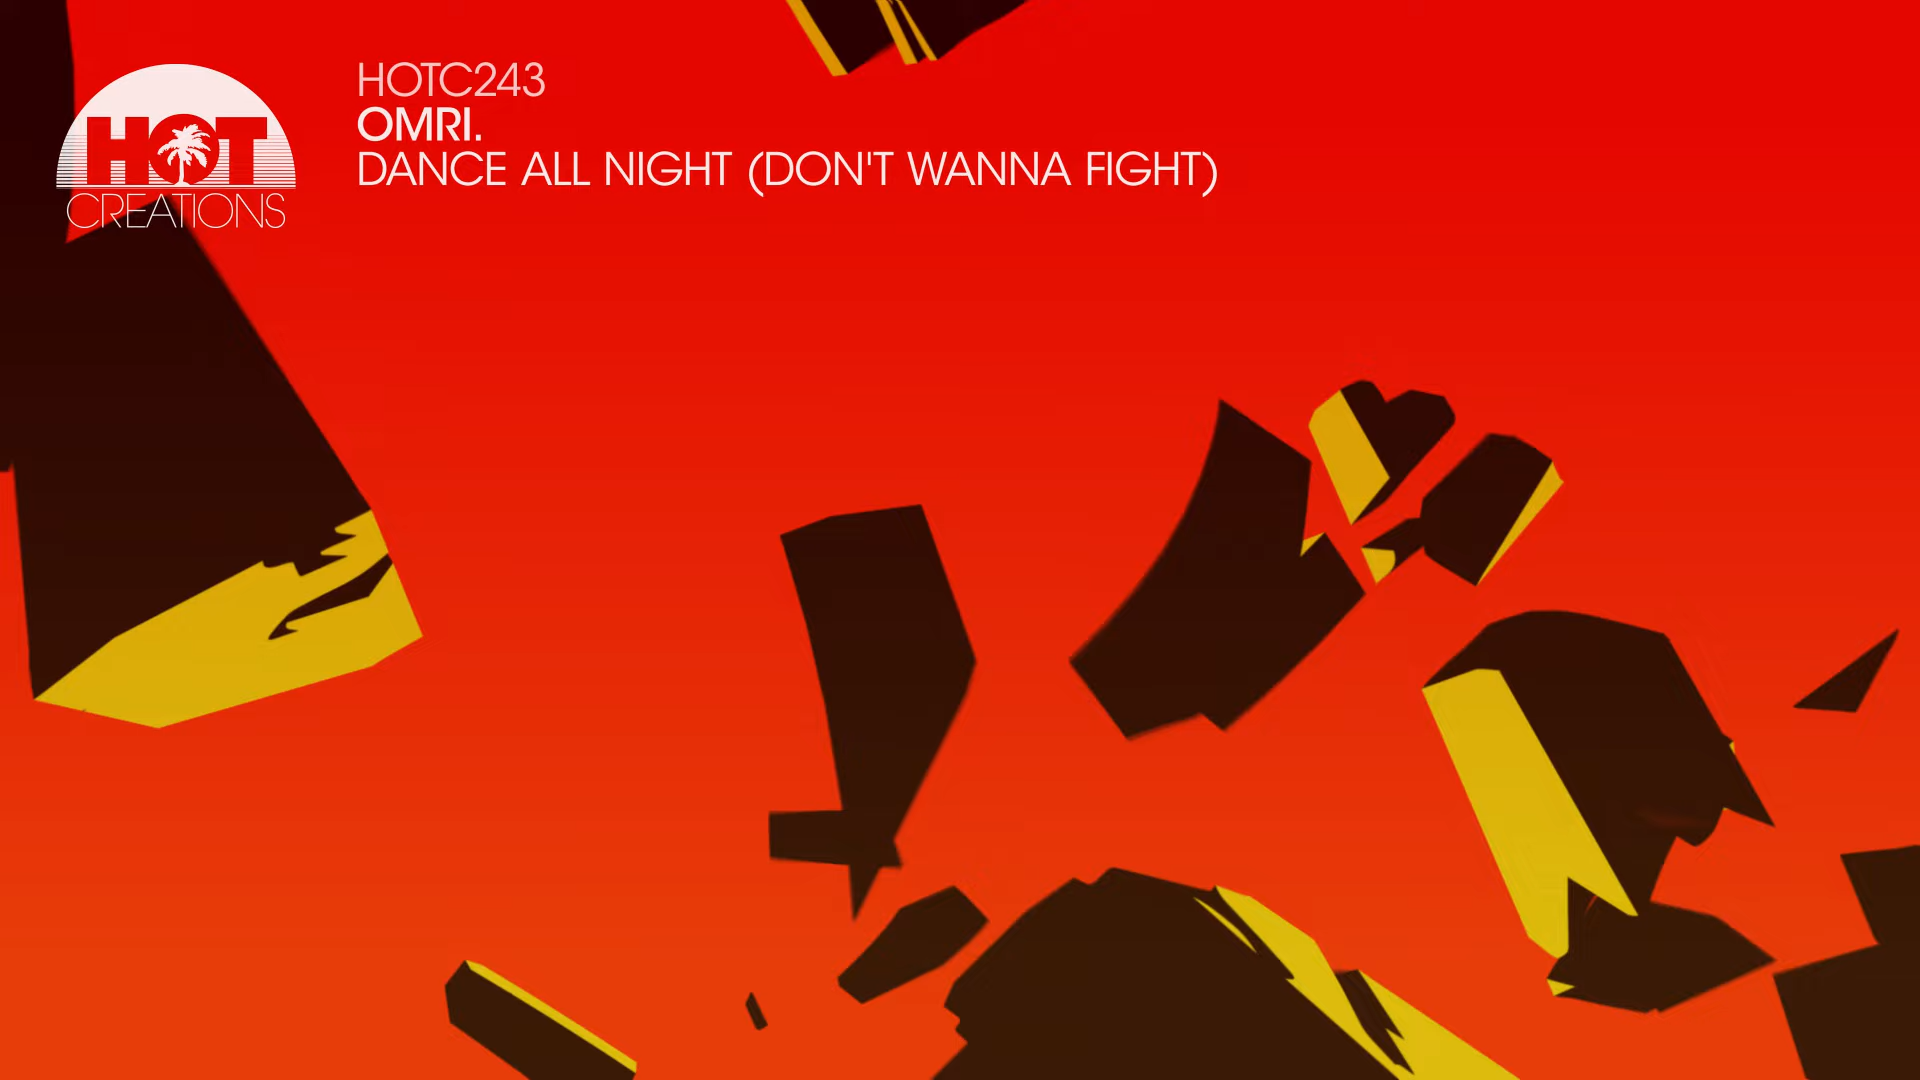 HOT
CREATIONS
HOTC243
OMRI.
DANCE ALL NIGHT (DON'T WANNA FIGHT)